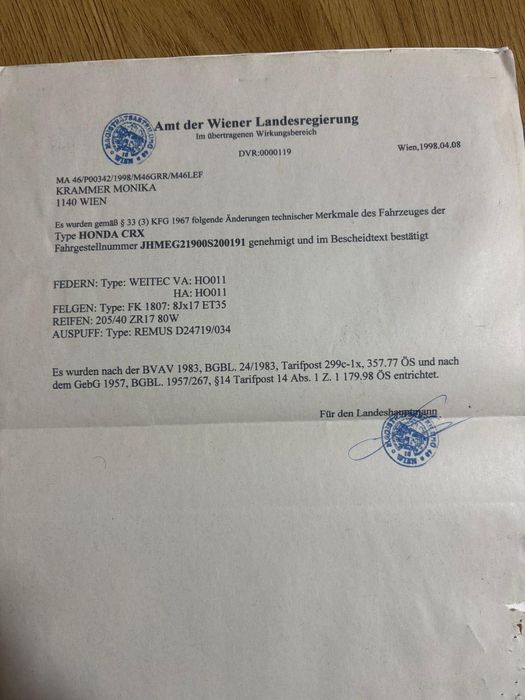 Amt der Wiener Landesregierung
Im übertragenen Wirkungsbereich
DVR:0000119
Wien,1998.04.08
MA 46/P00342/1998/M46GRR/M46LEF
KRAMMER MONIKA
1140 WIEN
Es wurden gemäß § 33 (3) KFG 1967 folgende Änderungen technischer Merkmale des Fahrzeuges der
Type HONDA CRX
Fahrgestellnummer JHMEG21900S200191 genehmigt und im Bescheidtext bestätigt
FEDERN: Type: WEITEC VA: HO011
HA: HO011
FELGEN: Type: FK 1807: 8Jx17 ET35
REIFEN: 205/40 ZR17 80W
AUSPUFF: Type: REMUS D24719/034
Es wurden nach der BVAV 1983, BGBL. 24/1983, Tarifpost 299c-1x, 357.77 ÖS und nach
dem GebG 1957, BGBL. 1957/267, §14 Tarifpost 14 Abs. 1 Z. 1 179.98 ÖS entrichtet.
Für den Landeshauptmann
MAGISTRATSABTEILUNG
WIEN
MAGISTRATSABTEILUNG
WIEN